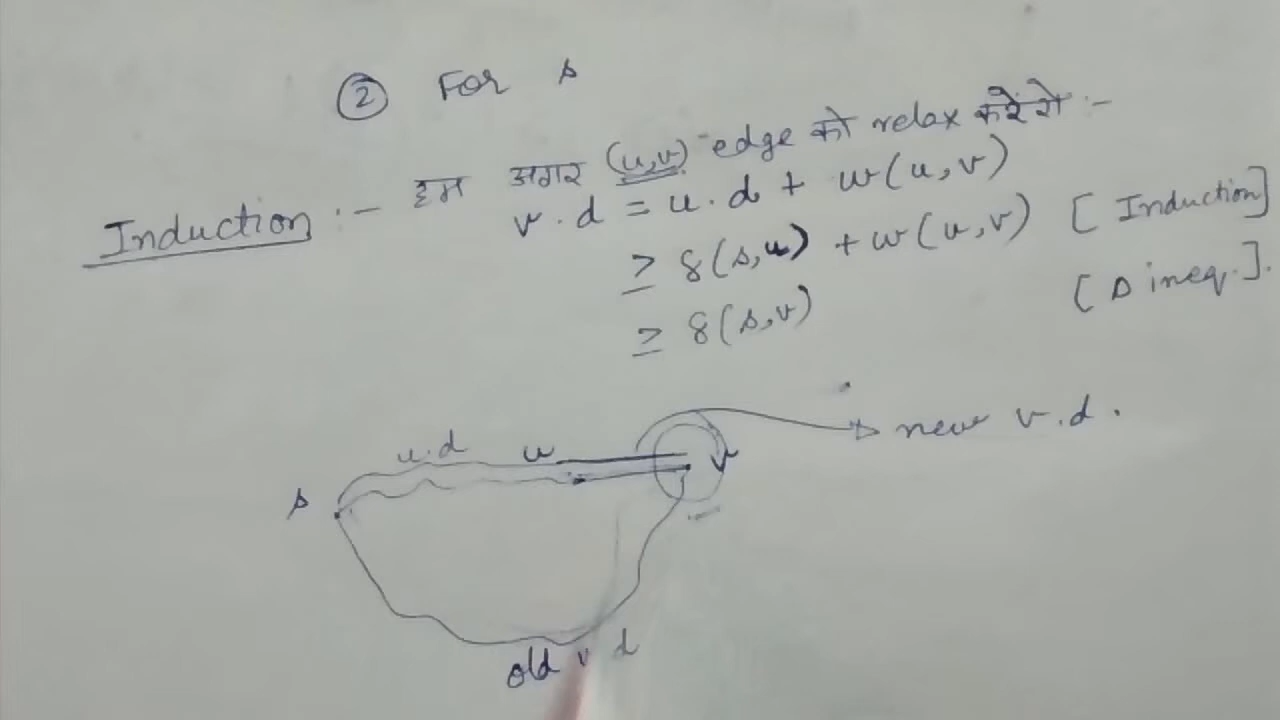 ② For s
Induction :- हम अगर (u,v) edge को relax करेंगे :-
v.d = u.d + w(u,v)
≥ δ(s,u) + w(u,v) [Induction]
≥ δ(s,v) [Δ ineq.].
u.d u v → new v.d.
s
old v d